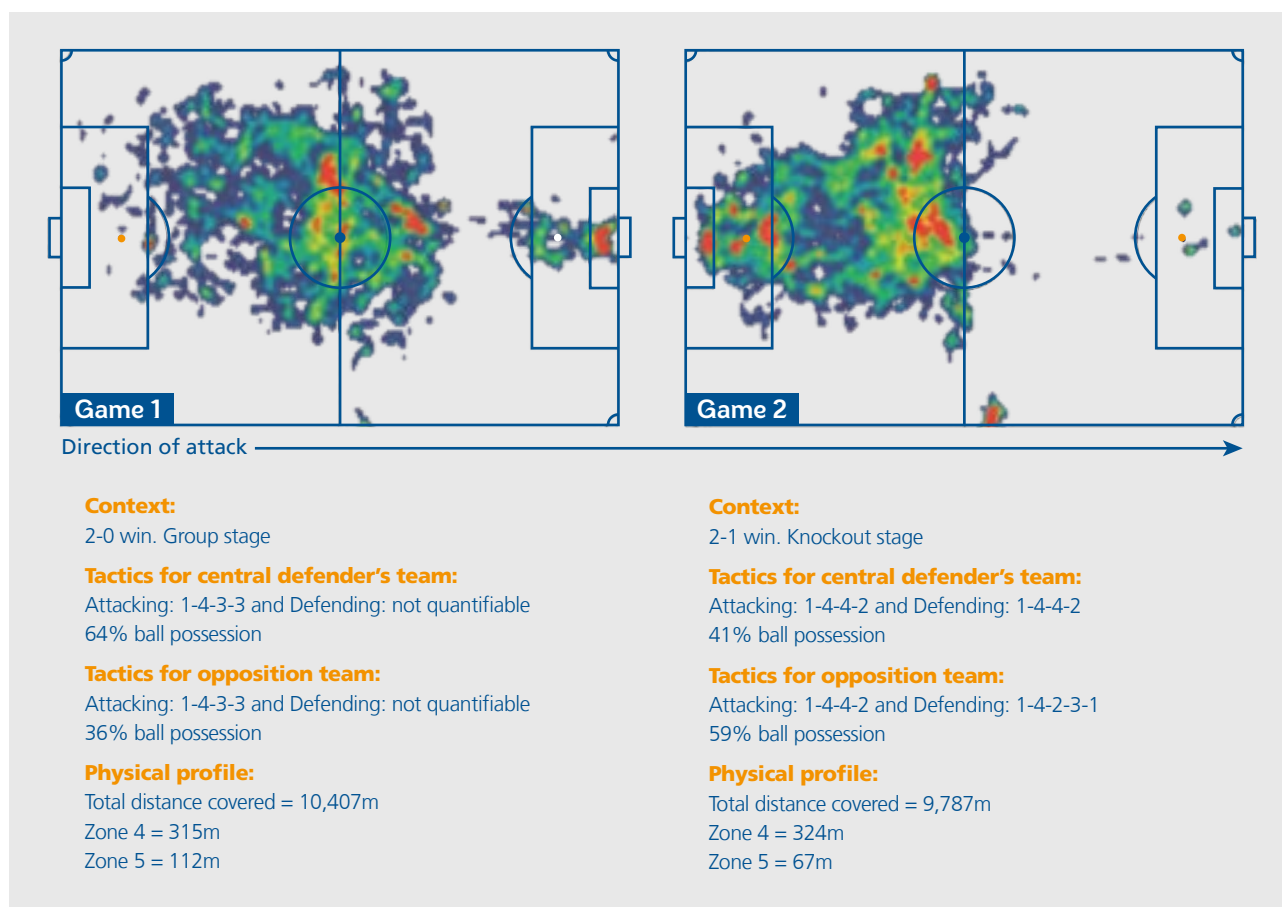 Game 1
Game 2
Direction of attack
Context:
2-0 win. Group stage
Tactics for central defender's team:
Attacking: 1-4-3-3 and Defending: not quantifiable
64% ball possession
Tactics for opposition team:
Attacking: 1-4-3-3 and Defending: not quantifiable
36% ball possession
Physical profile:
Total distance covered = 10,407m
Zone 4 = 315m
Zone 5 = 112m
Context:
2-1 win. Knockout stage
Tactics for central defender's team:
Attacking: 1-4-4-2 and Defending: 1-4-4-2
41% ball possession
Tactics for opposition team:
Attacking: 1-4-4-2 and Defending: 1-4-2-3-1
59% ball possession
Physical profile:
Total distance covered = 9,787m
Zone 4 = 324m
Zone 5 = 67m